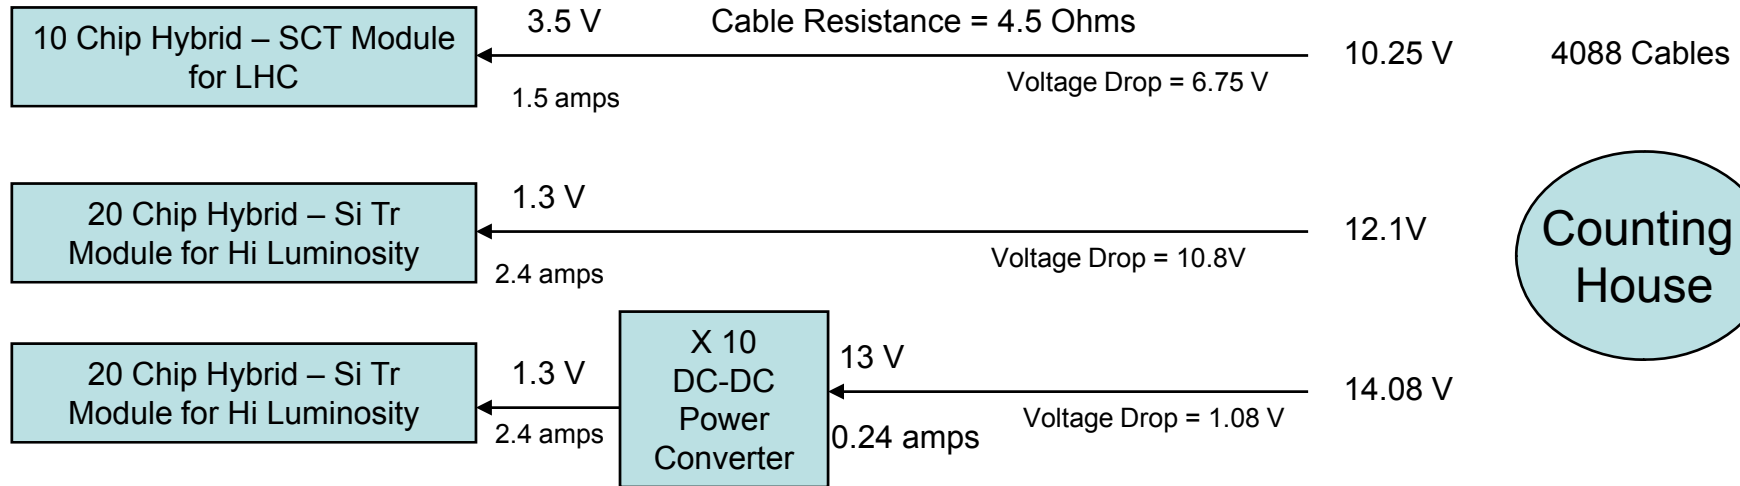 10 Chip Hybrid – SCT Module
for LHC
3.5 V
Cable Resistance = 4.5 Ohms
1.5 amps
Voltage Drop = 6.75 V
10.25 V
4088 Cables
20 Chip Hybrid – Si Tr
Module for Hi Luminosity
1.3 V
2.4 amps
Voltage Drop = 10.8V
12.1V
Counting
House
20 Chip Hybrid – Si Tr
Module for Hi Luminosity
1.3 V
2.4 amps
X 10
DC-DC
Power
Converter
13 V
0.24 amps
Voltage Drop = 1.08 V
14.08 V